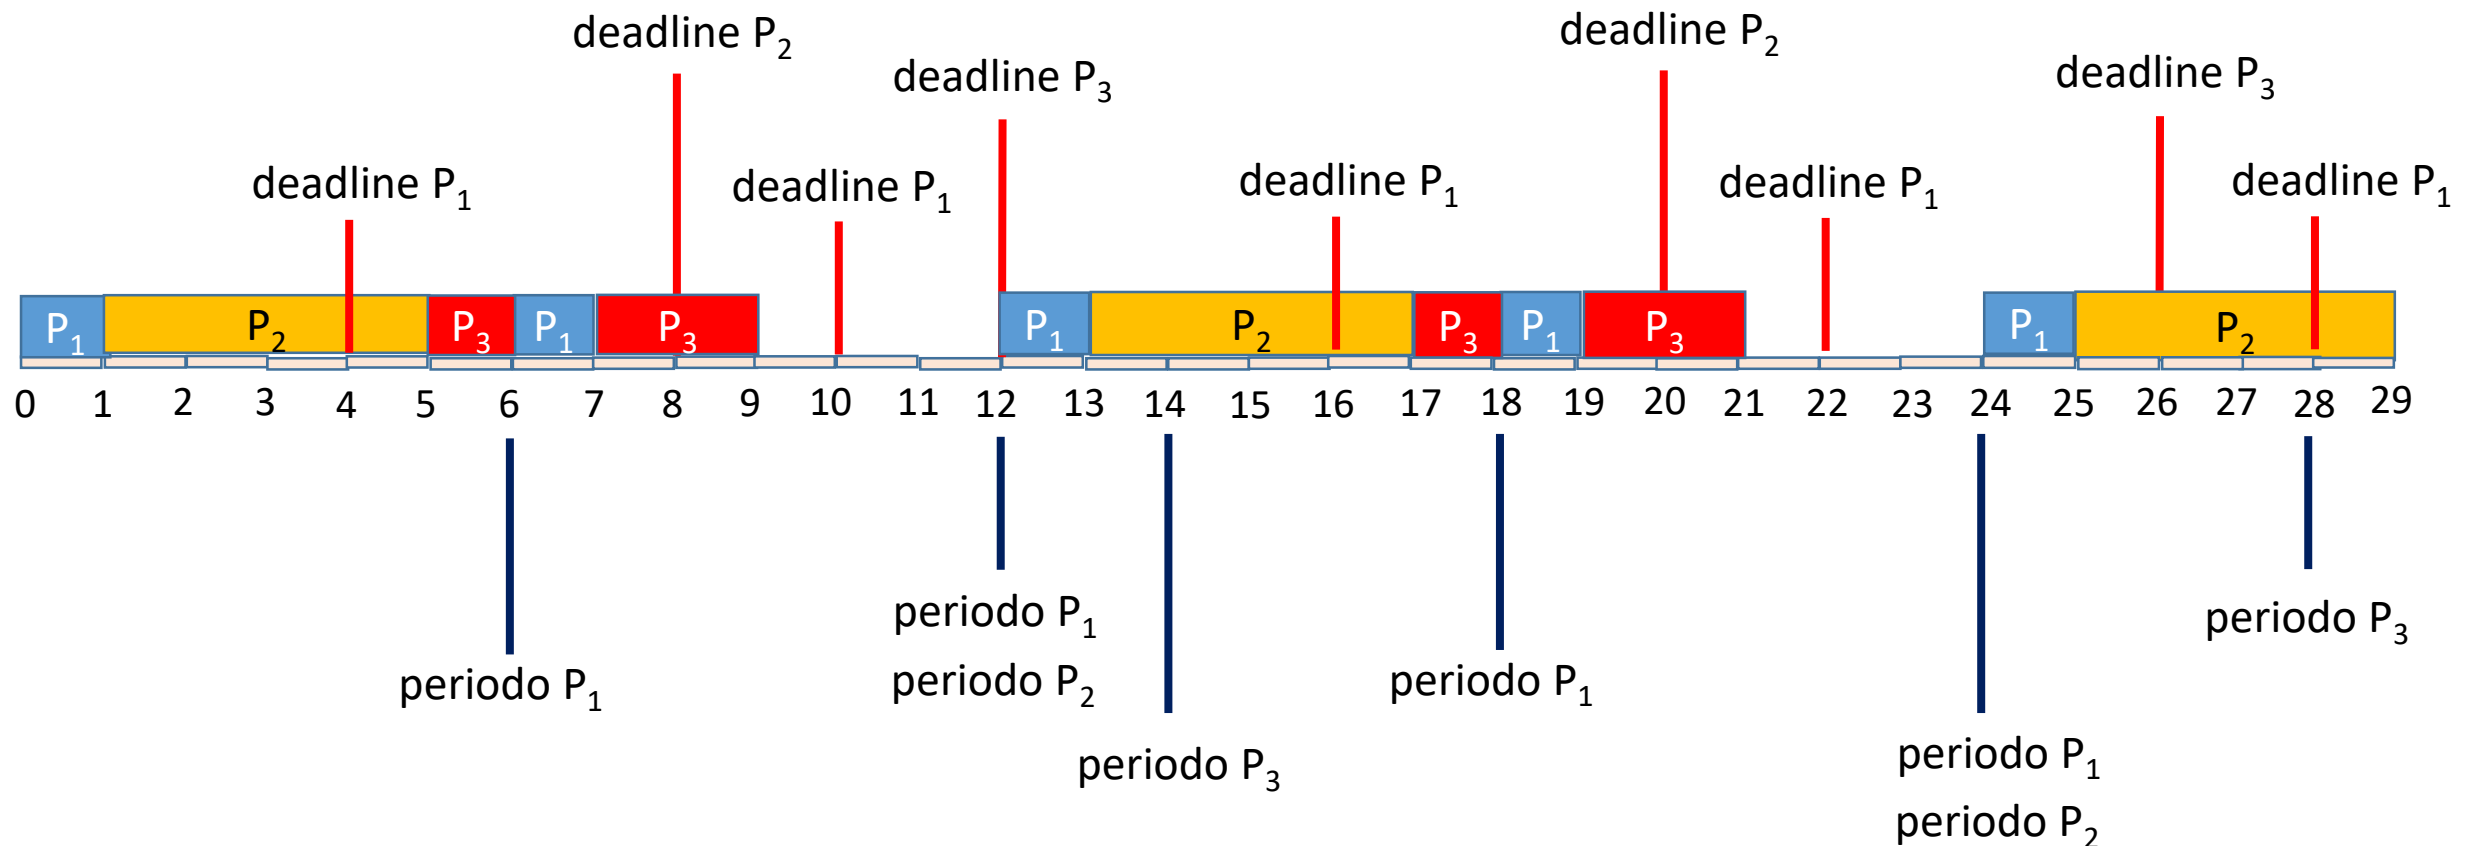 deadline P2
deadline P2
deadline P3
deadline P3
deadline P1
deadline P1
deadline P1
deadline P1
deadline P1
P1 P2 P3 P1 P3 P1 P2 P3 P1 P3 P1 P2
0 1 2 3 4 5 6 7 8 9 10 11 12 13 14 15 16 17 18 19 20 21 22 23 24 25 26 27 28 29
periodo P1
periodo P3
periodo P1
periodo P2
periodo P1
periodo P3
periodo P1
periodo P2